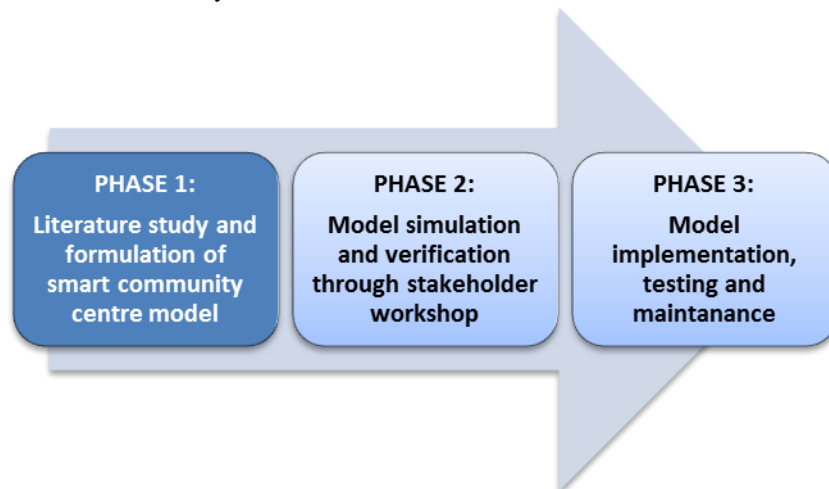 PHASE 1:
Literature study and
formulation of
smart community
centre model
PHASE 2:
Model simulation
and verification
through stakeholder
workshop
PHASE 3:
Model
implementation,
testing and
maintanance